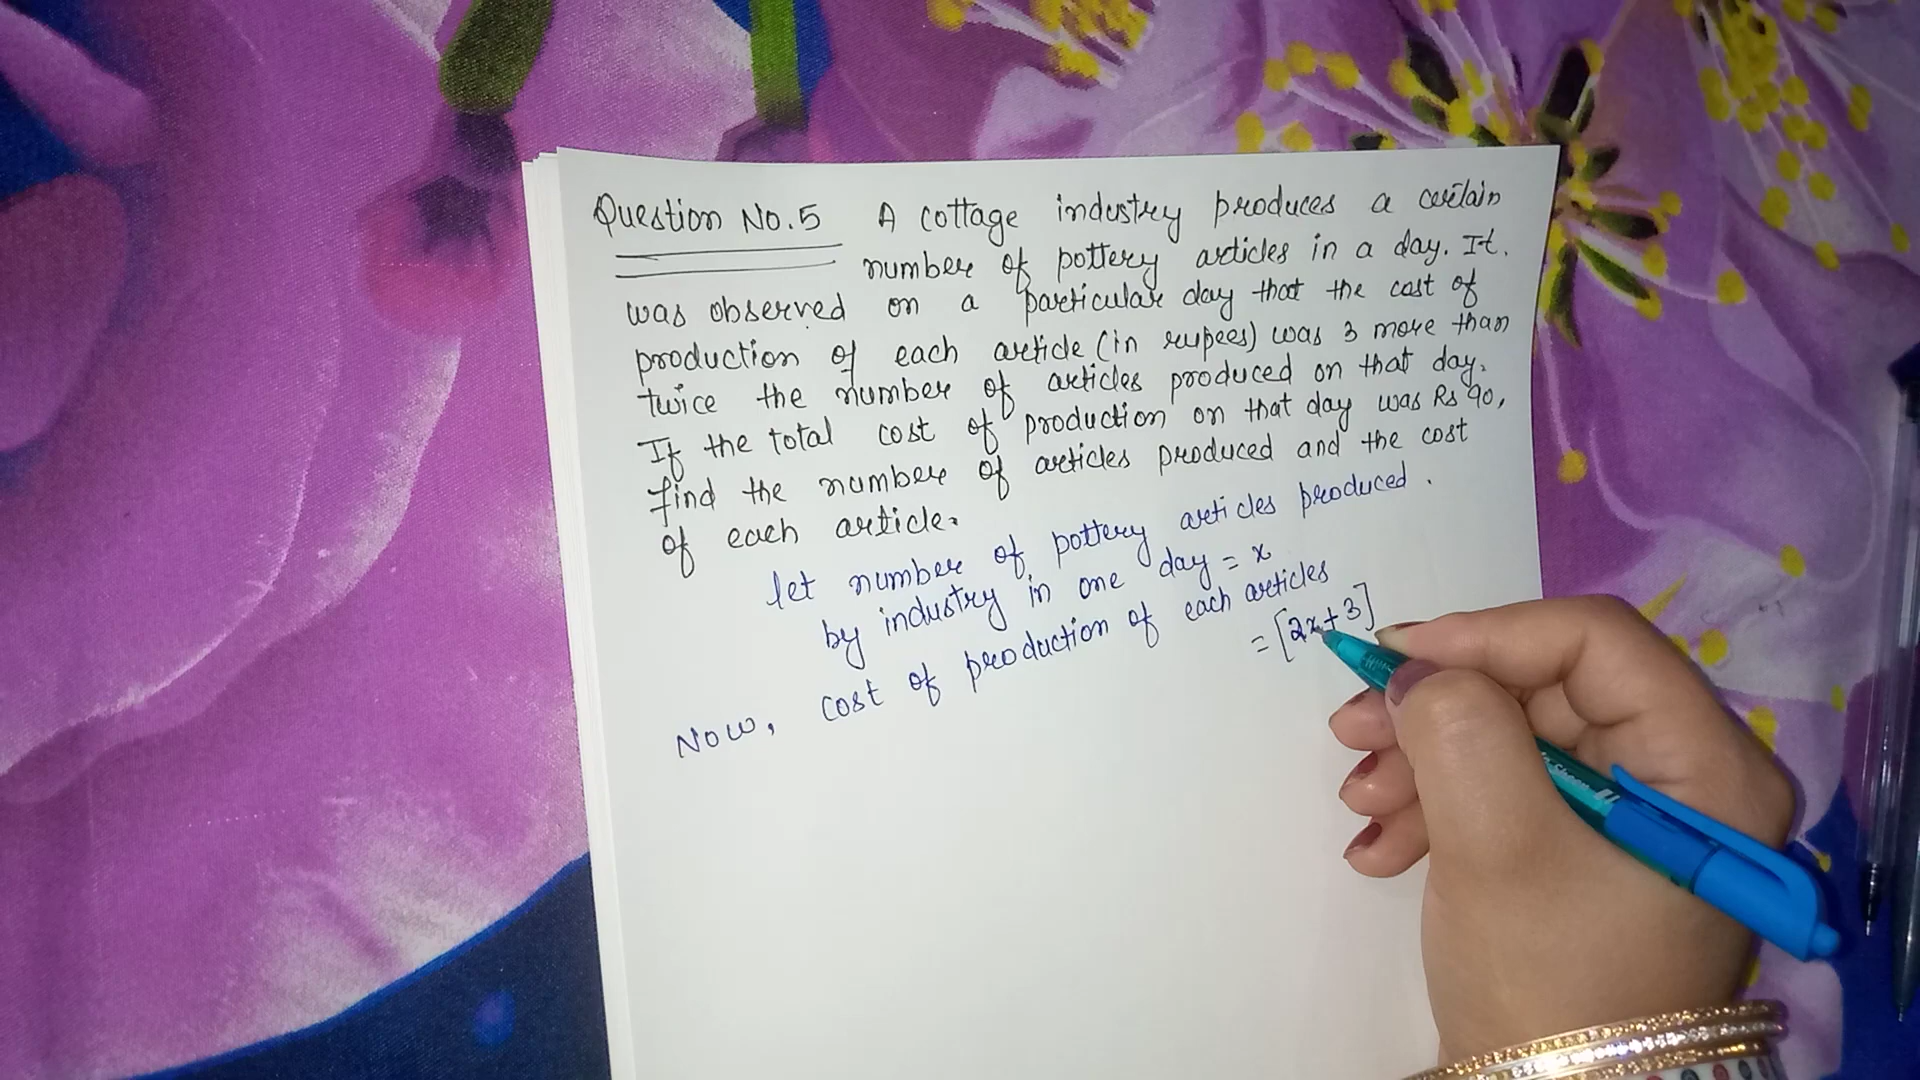 Question No.5 A cottage industry produces a certain
number of pottery articles in a day. It.
was observed on a particular day that the cost of
production of each article (in rupees) was 3 more than
twice the number of articles produced on that day.
If the total cost of production on that day was Rs 90,
find the number of articles produced and the cost
of each article.
let number of pottery articles produced.
by industry in one day = x
Now, cost of production of each articles
= [2x+3]